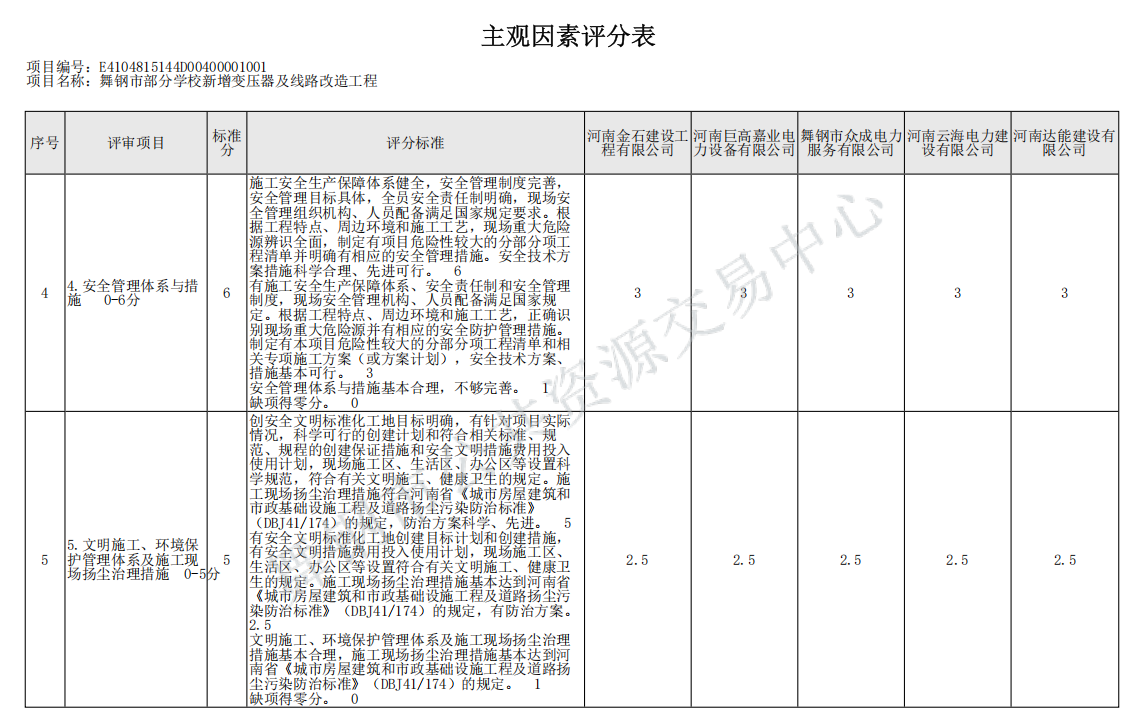 主观因素评分表
项目编号：E4104815144D00400001001
项目名称：舞钢市部分学校新增变压器及线路改造工程
序号
评审项目
标准
分
评分标准
河南金石建设工
程有限公司
河南巨高嘉业电
力设备有限公司
舞钢市众成电力
服务有限公司
河南云海电力建
设有限公司
河南达能建设有
限公司
4
4.安全管理体系与措
施 0-6分
6
施工安全生产保障体系健全，安全管理制度完善，
安全管理目标具体，全员安全责任制明确，现场安
全管理组织机构、人员配备满足国家规定要求。根
据工程特点、周边环境和施工工艺，现场重大危险
源辨识全面，制定有项目危险性较大的分部分项工
程清单并明确有相应的安全管理措施。安全技术方
案措施科学合理、先进可行。 6
有施工安全生产保障体系、安全责任制和安全管理
制度，现场安全管理机构、人员配备满足国家规
定。根据工程特点、周边环境和施工工艺，正确识
别现场重大危险源并有相应的安全防护管理措施。
制定有本项目危险性较大的分部分项工程清单和相
关专项施工方案（或方案计划），安全技术方案、
措施基本可行。 3
安全管理体系与措施基本合理，不够完善。 1
缺项得零分。 0
3
3
3
3
3
5
5.文明施工、环境保
护管理体系及施工现
场扬尘治理措施 0-5分
5
创安全文明标准化工地目标明确，有针对项目实际
情况，科学可行的创建计划和符合相关标准、规
范、规程的创建保证措施和安全文明措施费用投入
使用计划，现场施工区、生活区、办公区等设置科
学规范，符合有关文明施工、健康卫生的规定。施
工现场扬尘治理措施符合河南省《城市房屋建筑和
市政基础设施工程及道路扬尘污染防治标准》
（DBJ41/174）的规定，防治方案科学、先进。 5
有安全文明标准化工地创建目标计划和创建措施，
有安全文明措施费用投入使用计划，现场施工区、
生活区、办公区等设置符合有关文明施工、健康卫
生的规定。施工现场扬尘治理措施基本达到河南省
《城市房屋建筑和市政基础设施工程及道路扬尘污
染防治标准》（DBJ41/174）的规定，有防治方案。
2.5
文明施工、环境保护管理体系及施工现场扬尘治理
措施基本合理，施工现场扬尘治理措施基本达到河
南省《城市房屋建筑和市政基础设施工程及道路扬
尘污染防治标准》（DBJ41/174）的规定。 1
缺项得零分。 0
2.5
2.5
2.5
2.5
2.5
资源交易中心